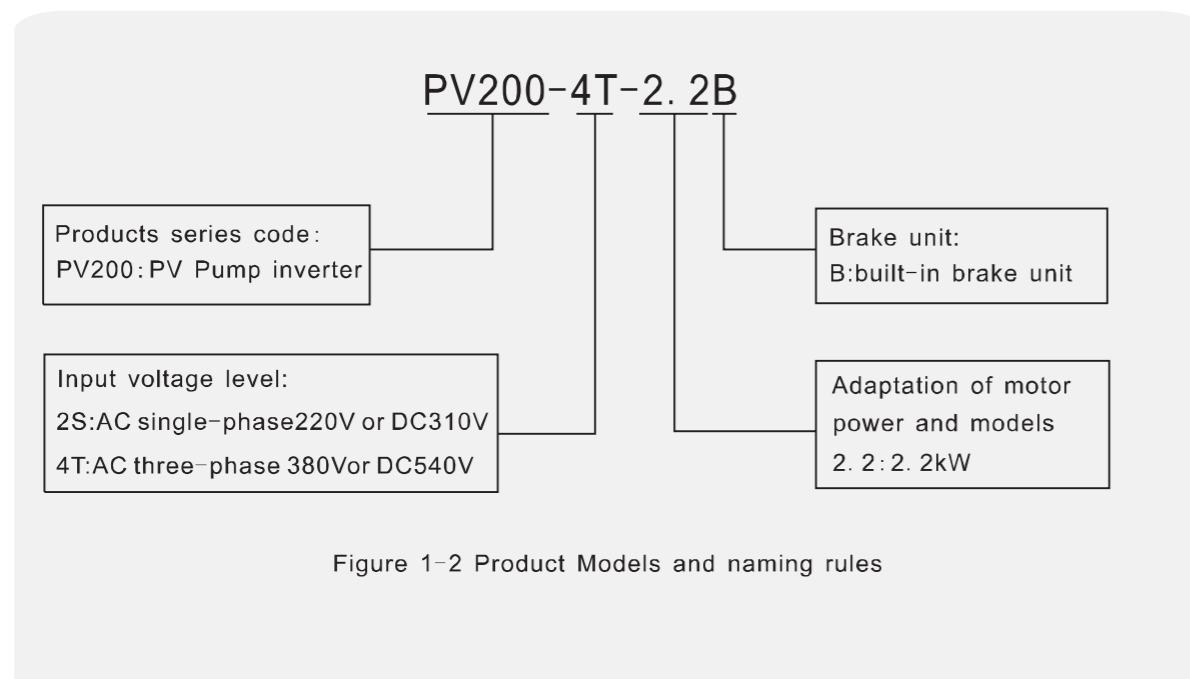 PV200-4T-2.2B
Products series code:
PV200:PV Pump inverter
Brake unit:
B:built-in brake unit
Input voltage level:
2S:AC single-phase220V or DC310V
4T:AC three-phase 380Vor DC540V
Adaptation of motor
power and models
2.2:2.2kW
Figure 1-2 Product Models and naming rules